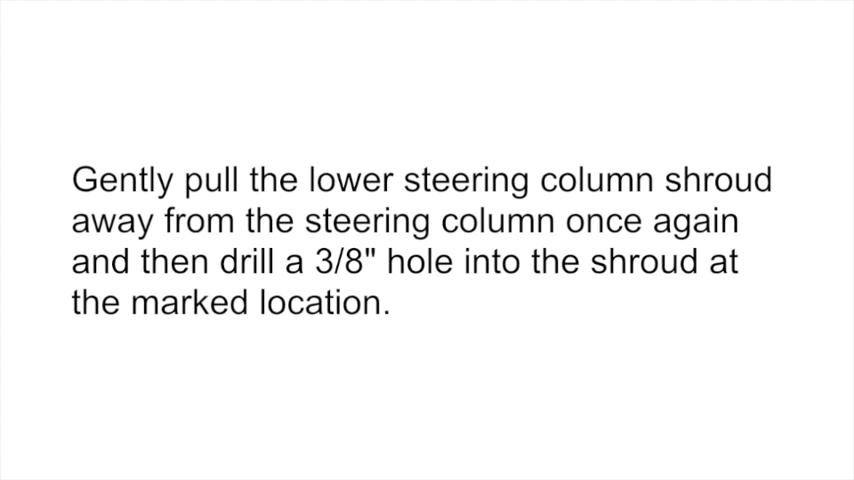 Gently pull the lower steering column shroud
away from the steering column once again
and then drill a 3/8" hole into the shroud at
the marked location.